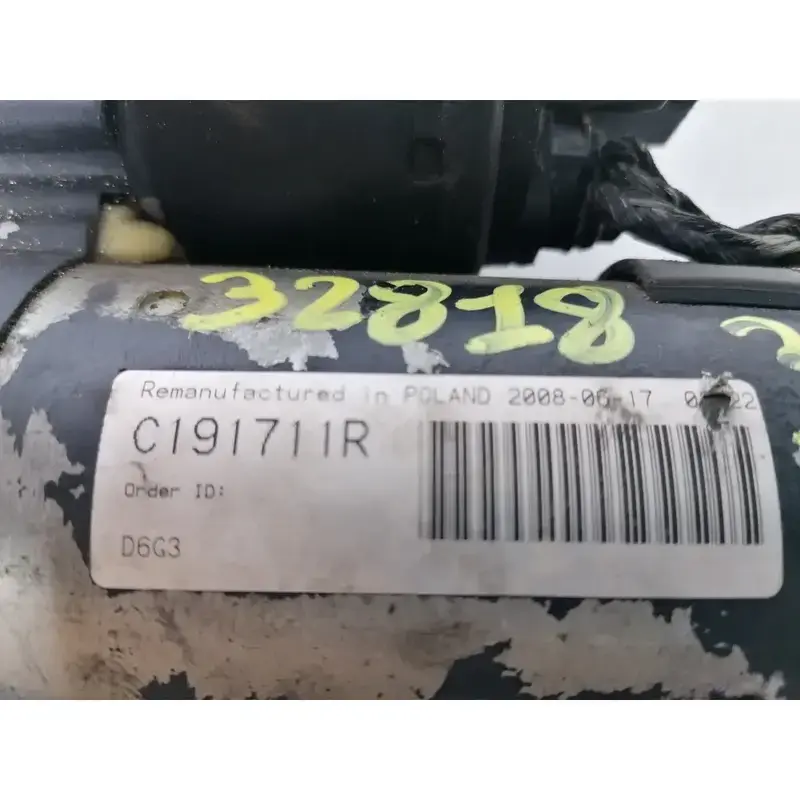 32818
Remanufactured in POLAND 2008-06-17
C191711R
Order ID:
D6G3